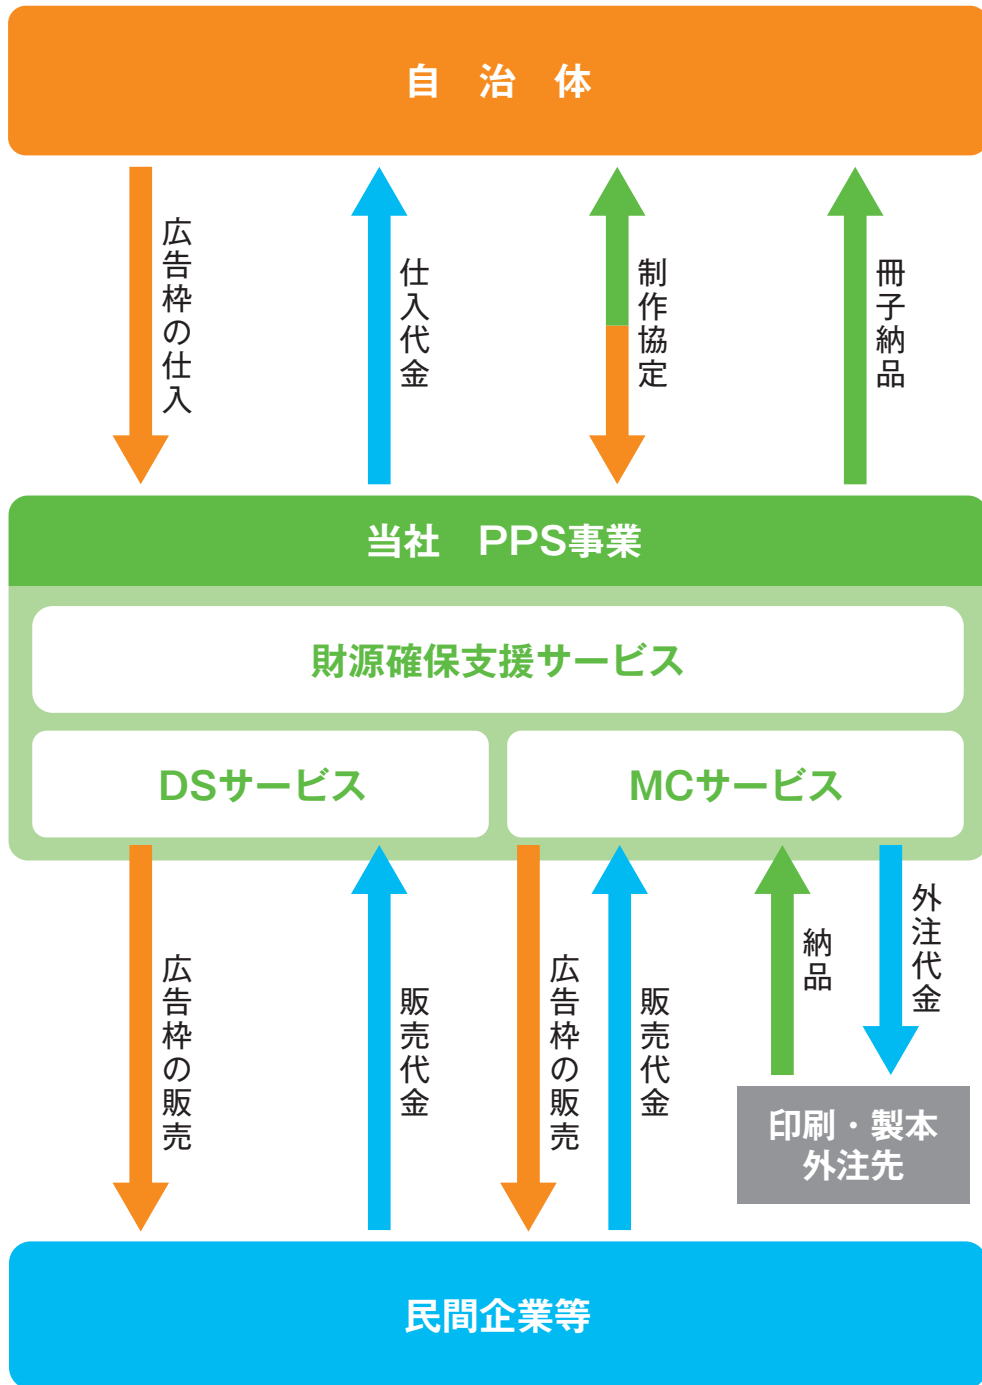 自　治　体
広告枠の仕入
仕入代金
制作協定
冊子納品
当社　PPS事業
財源確保支援サービス
DSサービス
MCサービス
広告枠の販売
販売代金
広告枠の販売
販売代金
納品
外注代金
印刷・製本
外注先
民間企業等